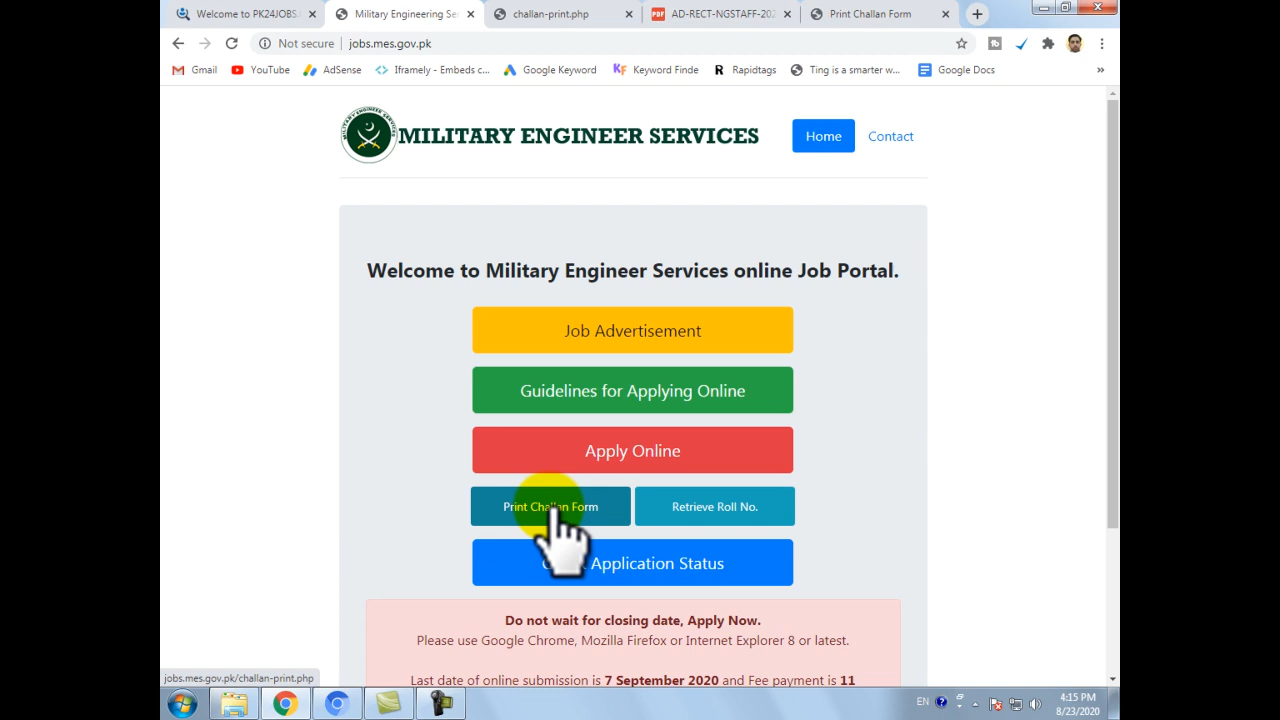 Welcome to PK24JOBS.
Military Engineering Se
challan-print.php
AD-RECT-NGSTAFF-202
Print Challan Form
Not secure
jobs.mes.gov.pk
Gmail
YouTube
AdSense
Iframely - Embeds c...
Google Keyword
Keyword Finde
Rapidtags
Ting is a smarter w...
Google Docs
»
MILITARY ENGINEER SERVICES
Home
Contact
Welcome to Military Engineer Services online Job Portal.
Job Advertisement
Guidelines for Applying Online
Apply Online
Print Challan Form
Retrieve Roll No.
Application Status
Do not wait for closing date, Apply Now.
Please use Google Chrome, Mozilla Firefox or Internet Explorer 8 or latest.
Last date of online submission is 7 September 2020 and Fee payment is 11
jobs.mes.gov.pk/challan-print.php
EN
4:15 PM
8/23/2020